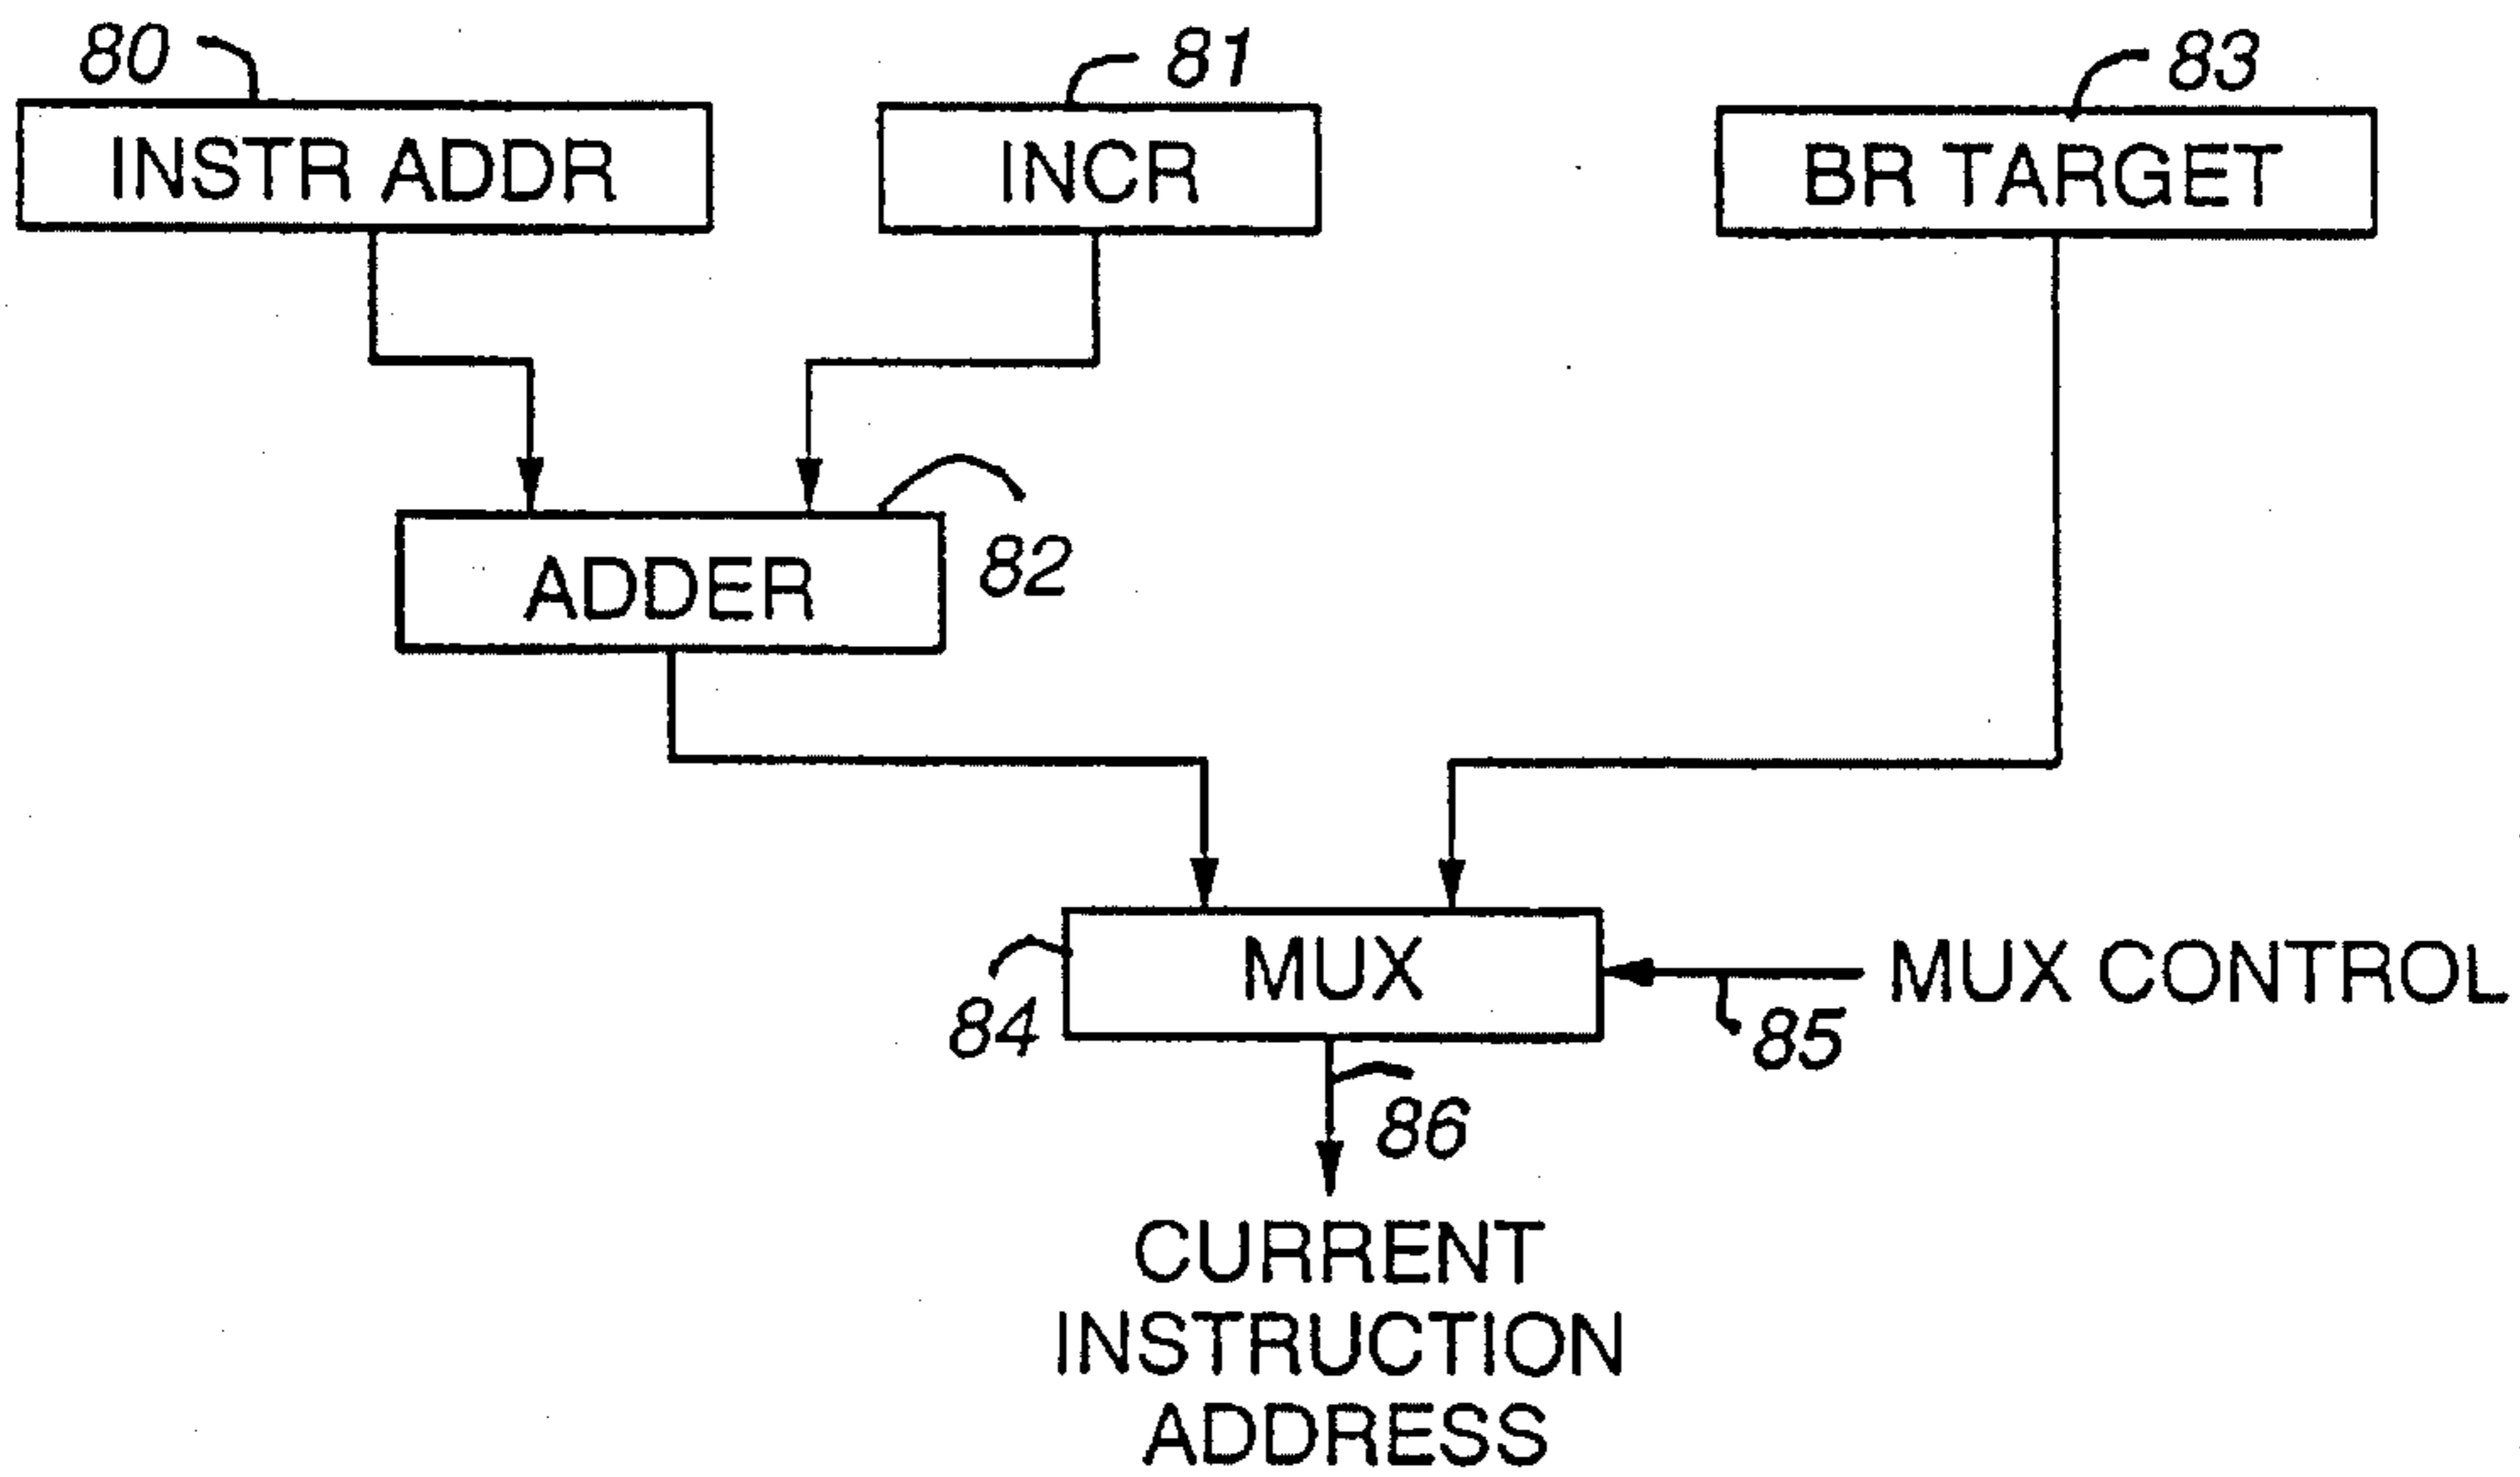 80
81
83
INSTR ADDR
INCR
BR TARGET
82
ADDER
MUX
MUX CONTROL
84
85
86
CURRENT
INSTRUCTION
ADDRESS